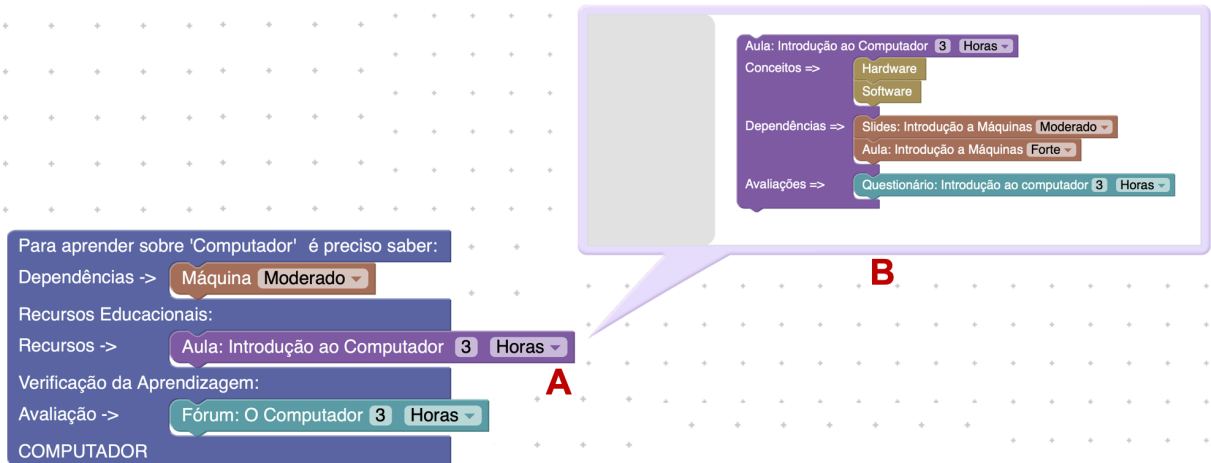 Aula: Introdução ao Computador 3 Horas
Conceitos => Hardware
Software
Dependências => Slides: Introdução a Máquinas Moderado
Aula: Introdução a Máquinas Forte
Avaliações => Questionário: Introdução ao computador 3 Horas
B
Para aprender sobre 'Computador' é preciso saber:
Dependências -> Máquina Moderado
Recursos Educacionais:
Recursos -> Aula: Introdução ao Computador 3 Horas
A
Verificação da Aprendizagem:
Avaliação -> Fórum: O Computador 3 Horas
COMPUTADOR